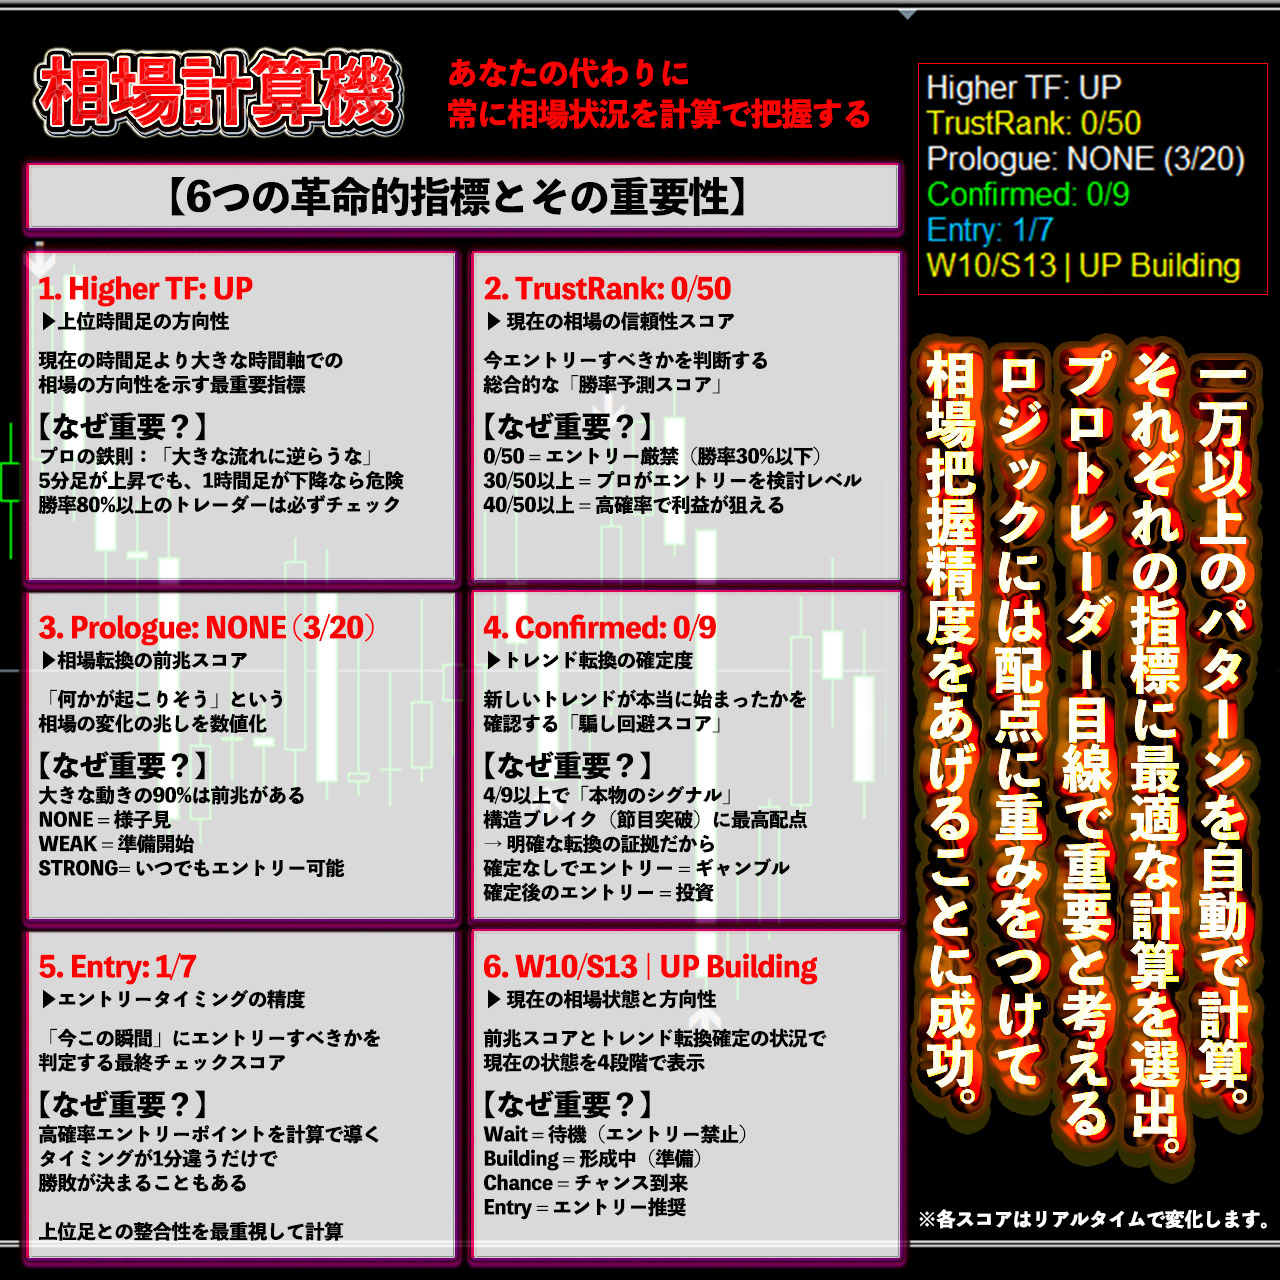 相場計算機
あなたの代わりに
常に相場状況を計算で把握する
Higher TF: UP
TrustRank: 0/50
Prologue: NONE (3/20)
Confirmed: 0/9
Entry: 1/7
W10/S13 | UP Building
【6つの革命的指標とその重要性】
1. Higher TF: UP
▶上位時間足の方向性
現在の時間足より大きな時間軸での
相場の方向性を示す最重要指標
【なぜ重要？】
プロの鉄則：「大きな流れに逆らうな」
5分足が上昇でも、1時間足が下降なら危険
勝率80%以上のトレーダーは必ずチェック
2. TrustRank: 0/50
▶ 現在の相場の信頼性スコア
今エントリーすべきかを判断する
総合的な「勝率予測スコア」
【なぜ重要？】
0/50 = エントリー厳禁（勝率30%以下）
30/50以上 = プロがエントリーを検討レベル
40/50以上 = 高確率で利益が狙える
3. Prologue: NONE（3/20）
▶相場転換の前兆スコア
「何かが起こりそう」という
相場の変化の兆しを数値化
【なぜ重要？】
大きな動きの90%は前兆がある
NONE = 様子見
WEAK = 準備開始
STRONG= いつでもエントリー可能
4. Confirmed: 0/9
▶トレンド転換の確定度
新しいトレンドが本当に始まったかを
確認する「騙し回避スコア」
【なぜ重要？】
4/9以上で「本物のシグナル」
構造ブレイク（節目突破）に最高配点
→ 明確な転換の証拠だから
確定なしでエントリー = ギャンブル
確定後のエントリー = 投資
5. Entry: 1/7
▶エントリータイミングの精度
「今この瞬間」にエントリーすべきかを
判定する最終チェックスコア
【なぜ重要？】
高確率エントリーポイントを計算で導く
タイミングが1分違うだけで
勝敗が決まることもある
上位足との整合性を最重視して計算
6. W10/S13 | UP Building
▶ 現在の相場状態と方向性
前兆スコアとトレンド転換確定の状況で
現在の状態を4段階で表示
【なぜ重要？】
Wait = 待機（エントリー禁止）
Building = 形成中（準備）
Chance = チャンス到来
Entry = エントリー推奨
一万以上のパターンを自動で計算。
それぞれの指標に最適な計算を選出。
プロトレーダー目線で重要と考える
ロジックには配点に重みをつけて
相場把握精度をあげることに成功。
※各スコアはリアルタイムで変化します。